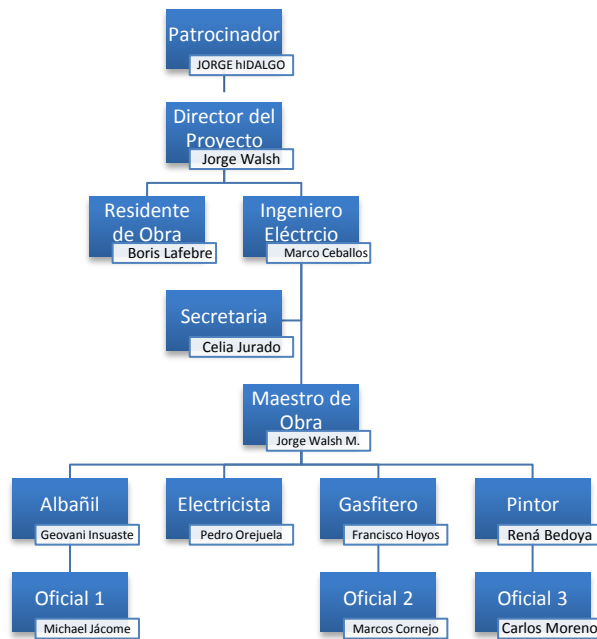 Patrocinador
JORGE hIDALGO
Director del
Proyecto
Jorge Walsh
Residente
de Obra
Boris Lafebre
Ingeniero
Eléctrcio
Marco Ceballos
Secretaria
Celia Jurado
Maestro de
Obra
Jorge Walsh M.
Albañil
Geovani Insuaste
Electricista
Pedro Orejuela
Gasfitero
Francisco Hoyos
Pintor
Rená Bedoya
Oficial 1
Michael Jácome
Oficial 2
Marcos Cornejo
Oficial 3
Carlos Moreno